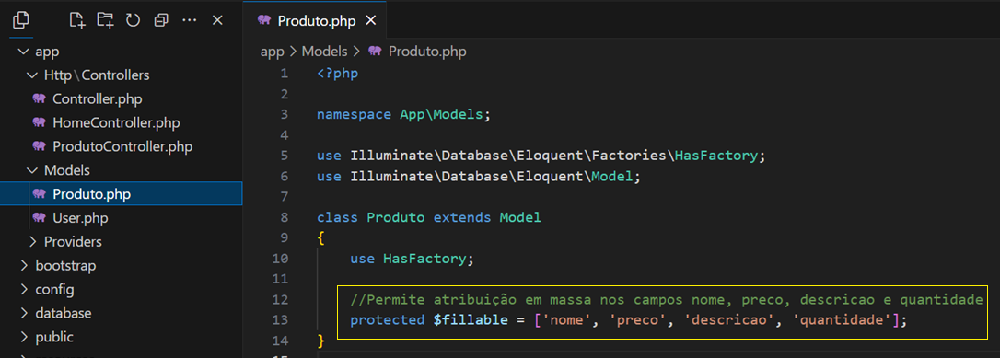 Produto.php
app > Models > Produto.php
app
Http\Controllers
Controller.php
HomeController.php
ProdutoController.php
Models
Produto.php
User.php
Providers
bootstrap
config
database
public
1 <?php
2
3 namespace App\Models;
4
5 use Illuminate\Database\Eloquent\Factories\HasFactory;
6 use Illuminate\Database\Eloquent\Model;
7
8 class Produto extends Model
9 {
10 use HasFactory;
11
12 //Permite atribuição em massa nos campos nome, preco, descricao e quantidade
13 protected $fillable = ['nome', 'preco', 'descricao', 'quantidade'];
14 }